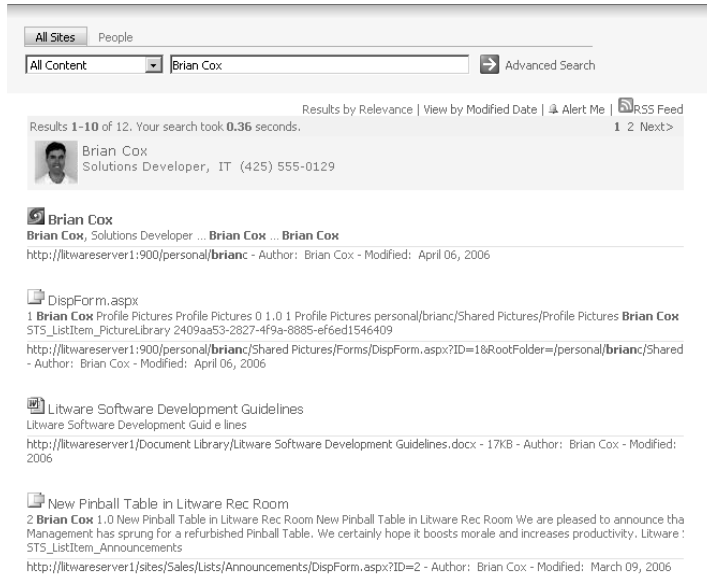 All Sites People
All Content Brian Cox Advanced Search
Results by Relevance | View by Modified Date | Alert Me | RSS Feed
Results 1-10 of 12. Your search took 0.36 seconds. 1 2 Next>
Brian Cox
Solutions Developer, IT (425) 555-0129
Brian Cox
Brian Cox, Solutions Developer ... Brian Cox ... Brian Cox
http://litwareserver1:900/personal/brianc - Author: Brian Cox - Modified: April 06, 2006
DispForm.aspx
1 Brian Cox Profile Pictures Profile Pictures 0 1.0 1 Profile Pictures personal/brianc/Shared Pictures/Profile Pictures Brian Cox
STS_ListItem_PictureLibrary 2409aa53-2827-4f9a-8885-ef6ed1546409
http://litwareserver1:900/personal/brianc/Shared Pictures/Forms/DispForm.aspx?ID=1&RootFolder=/personal/brianc/Shared
- Author: Brian Cox - Modified: April 06, 2006
Litware Software Development Guidelines
Litware Software Development Guid e lines
http://litwareserver1/Document Library/Litware Software Development Guidelines.docx - 17KB - Author: Brian Cox - Modified:
2006
New Pinball Table in Litware Rec Room
2 Brian Cox 1.0 New Pinball Table in Litware Rec Room New Pinball Table in Litware Rec Room We are pleased to announce tha
Management has sprung for a refurbished Pinball Table. We certainly hope it boosts morale and increases productivity. Litware
STS_ListItem_Announcements
http://litwareserver1/sites/Sales/Lists/Announcements/DispForm.aspx?ID=2 - Author: Brian Cox - Modified: March 09, 2006